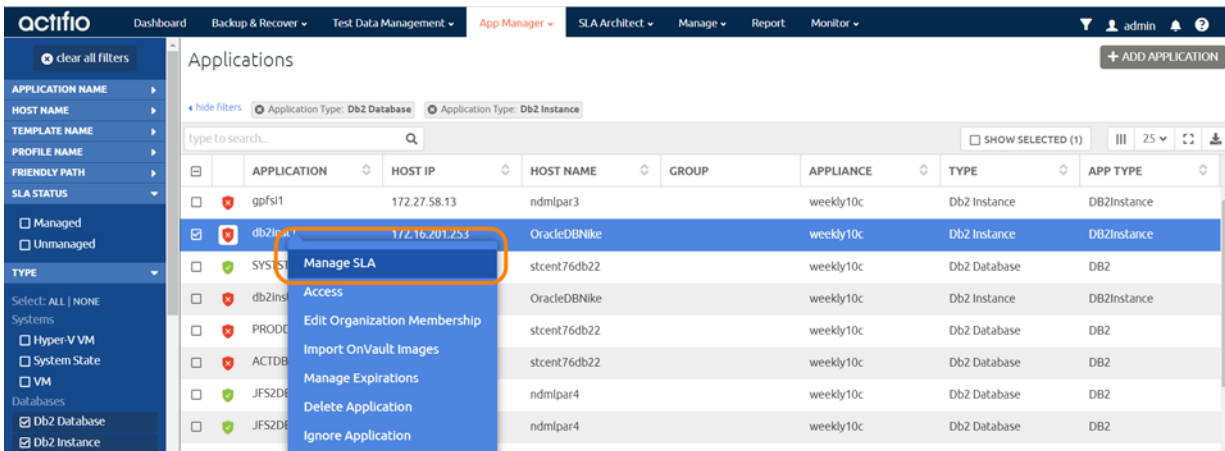 actifio Dashboard Backup & Recover Test Data Management App Manager SLA Architect Manage Report Monitor admin
clear all filters
Applications
+ ADD APPLICATION
APPLICATION NAME
HOST NAME
TEMPLATE NAME
PROFILE NAME
FRIENDLY PATH
SLA STATUS
Managed
Unmanaged
TYPE
Select: ALL | NONE
Systems
Hyper-V VM
System State
VM
Databases
Db2 Database
Db2 Instance
hide filters Application Type: Db2 Database Application Type: Db2 Instance
type to search... SHOW SELECTED (1) 25
APPLICATION HOST IP HOST NAME GROUP APPLIANCE TYPE APP TYPE
gpfsi1 172.27.58.13 ndmlpar3 weekly10c Db2 Instance DB2Instance
172.16.201.253 OracleDBNike weekly10c Db2 Instance DB2Instance
SYSTST stcent76db22 weekly10c Db2 Database DB2
db2inst OracleDBNike weekly10c Db2 Instance DB2Instance
PRODD stcent76db22 weekly10c Db2 Database DB2
ACTDB stcent76db22 weekly10c Db2 Database DB2
JFS2DB ndmlpar4 weekly10c Db2 Database DB2
JFS2DB ndmlpar4 weekly10c Db2 Database DB2
Manage SLA
Access
Edit Organization Membership
Import OnVault Images
Manage Expirations
Delete Application
Ignore Application